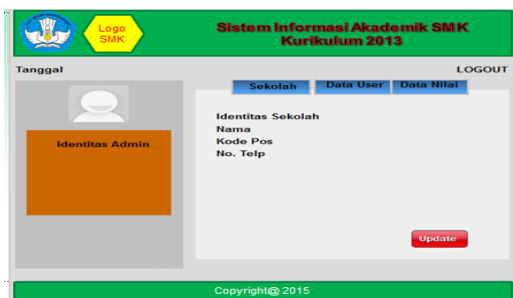 Logo
SMK
Sistem Informasi Akademik SMK
Kurikulum 2013
Tanggal
LOGOUT
Sekolah
Data User
Data Nilai
Identitas Admin
Identitas Sekolah
Nama
Kode Pos
No. Telp
Update
Copyright@ 2015